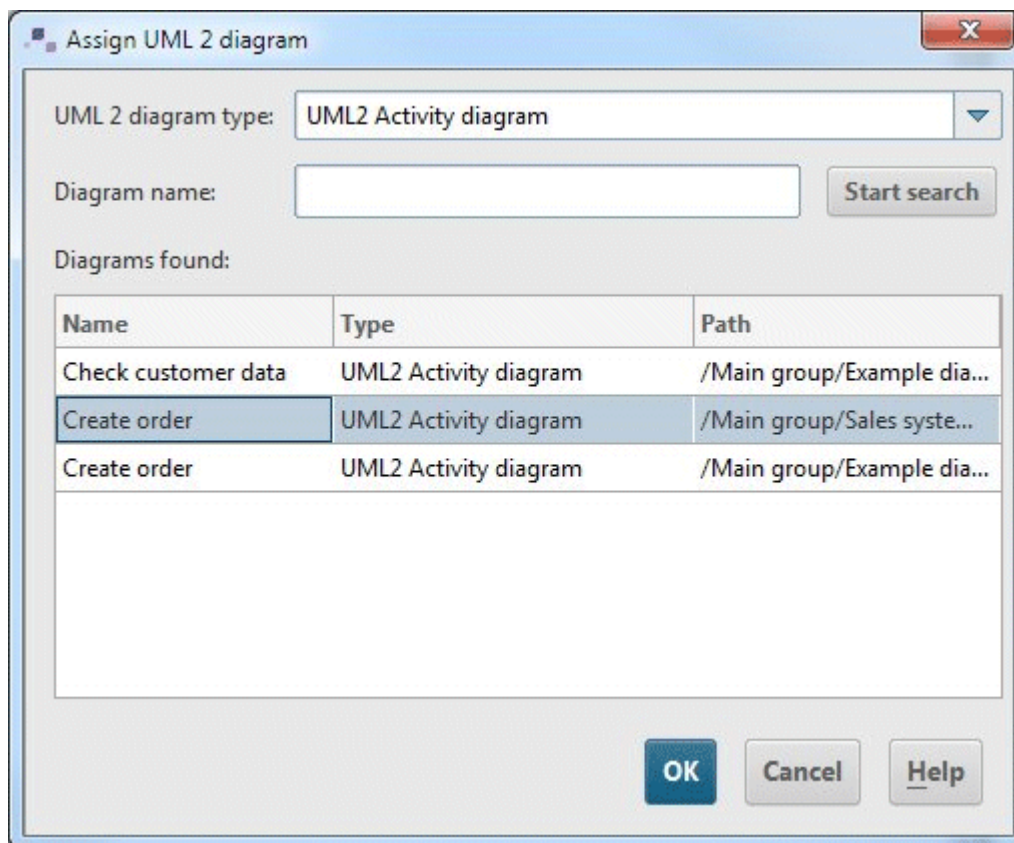 Assign UML 2 diagram
UML 2 diagram type: UML2 Activity diagram
Diagram name: Start search
Diagrams found:
Name Type Path
Check customer data UML2 Activity diagram /Main group/Example dia...
Create order UML2 Activity diagram /Main group/Sales syste...
Create order UML2 Activity diagram /Main group/Example dia...
OK Cancel Help